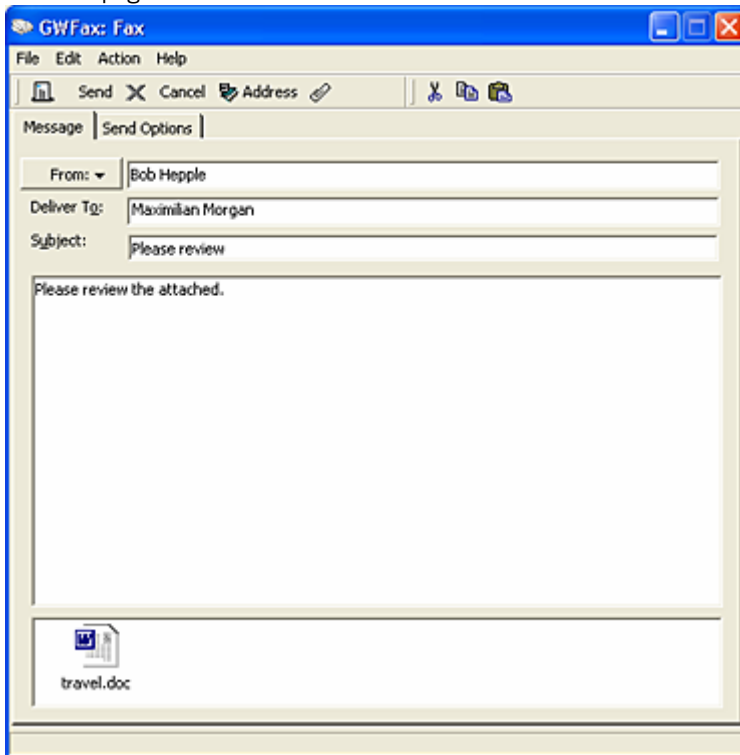 GWFax: Fax
File Edit Action Help
Send Cancel Address
Message Send Options
From: Bob Hepple
Deliver To: Maximilian Morgan
Subject: Please review
Please review the attached.
travel.doc